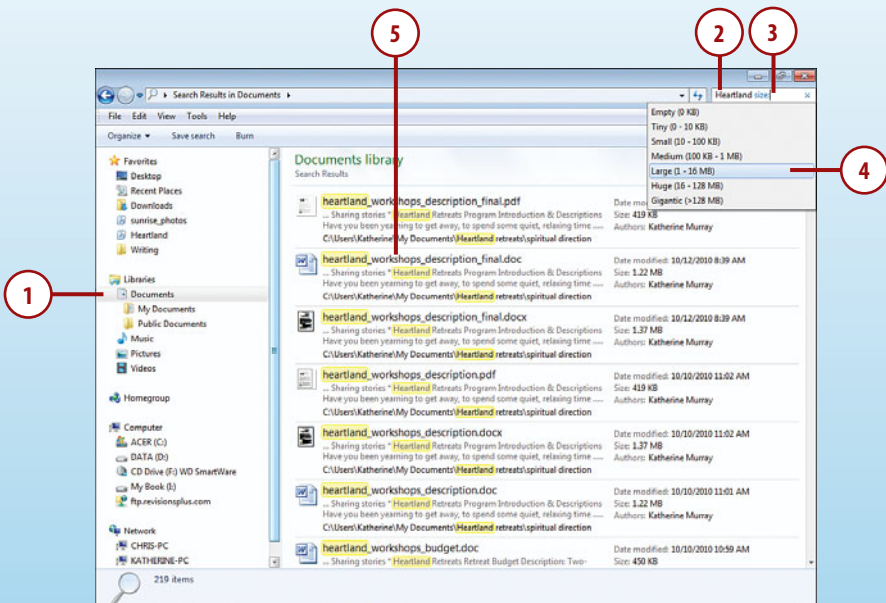 5
2
3
Search Results in Documents
Heartland size:
File Edit View Tools Help
Organize Save search Burn
Empty (0 KB)
Tiny (0 - 10 KB)
Small (10 - 100 KB)
Medium (100 KB - 1 MB)
Large (1 - 16 MB)
Huge (16 - 128 MB)
Gigantic (>128 MB)
4
1
Favorites
Desktop
Recent Places
Downloads
sunrise_photos
Heartland
Writing
Libraries
Documents
My Documents
Public Documents
Music
Pictures
Videos
Homegroup
Computer
ACER (C:)
DATA (D:)
CD Drive (F:) WD SmartWare
My Book (I:)
ftp.revisionsplus.com
Network
CHRIS-PC
KATHERINE-PC
Documents library
Search Results
heartland_workshops_description_final.pdf
Date mo
... Sharing stories * Heartland Retreats Program Introduction & Descriptions
Size: 419 KB
Have you been yearning to get away, to spend some quiet, relaxing time ......
Authors: Katherine Murray
C:\Users\Katherine\My Documents\Heartland retreats\spiritual direction
heartland_workshops_description_final.doc
Date modified: 10/12/2010 8:39 AM
... Sharing stories * Heartland Retreats Program Introduction & Descriptions
Size: 1.22 MB
Have you been yearning to get away, to spend some quiet, relaxing time ......
Authors: Katherine Murray
C:\Users\Katherine\My Documents\Heartland retreats\spiritual direction
heartland_workshops_description_final.docx
Date modified: 10/12/2010 8:39 AM
... Sharing stories * Heartland Retreats Program Introduction & Descriptions
Size: 1.37 MB
Have you been yearning to get away, to spend some quiet, relaxing time ......
Authors: Katherine Murray
C:\Users\Katherine\My Documents\Heartland retreats\spiritual direction
heartland_workshops_description.pdf
Date modified: 10/10/2010 11:02 AM
... Sharing stories * Heartland Retreats Program Introduction & Descriptions
Size: 419 KB
Have you been yearning to get away, to spend some quiet, relaxing time ......
Authors: Katherine Murray
C:\Users\Katherine\My Documents\Heartland retreats\spiritual direction
heartland_workshops_description.docx
Date modified: 10/10/2010 11:02 AM
... Sharing stories * Heartland Retreats Program Introduction & Descriptions
Size: 1.37 MB
Have you been yearning to get away, to spend some quiet, relaxing time ......
Authors: Katherine Murray
C:\Users\Katherine\My Documents\Heartland retreats\spiritual direction
heartland_workshops_description.doc
Date modified: 10/10/2010 11:01 AM
... Sharing stories * Heartland Retreats Program Introduction & Descriptions
Size: 1.22 MB
Have you been yearning to get away, to spend some quiet, relaxing time ......
Authors: Katherine Murray
C:\Users\Katherine\My Documents\Heartland retreats\spiritual direction
heartland_workshops_budget.doc
Date modified: 10/10/2010 10:59 AM
... Sharing stories * Heartland Retreats Retreat Budget Description: Two-
Size: 450 KB
219 items